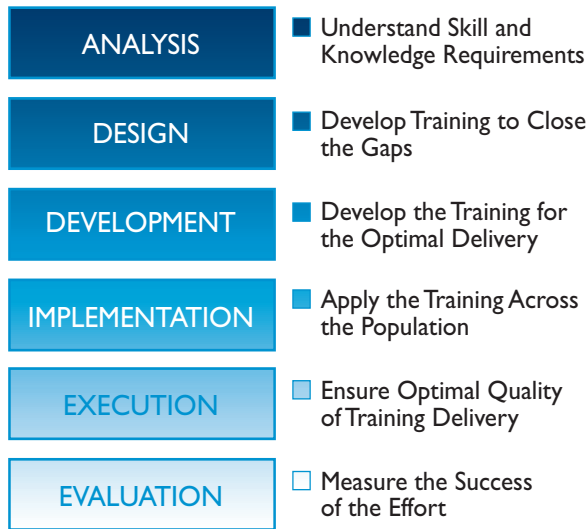 ANALYSIS
Understand Skill and
Knowledge Requirements
DESIGN
Develop Training to Close
the Gaps
DEVELOPMENT
Develop the Training for
the Optimal Delivery
IMPLEMENTATION
Apply the Training Across
the Population
EXECUTION
Ensure Optimal Quality
of Training Delivery
EVALUATION
Measure the Success
of the Effort